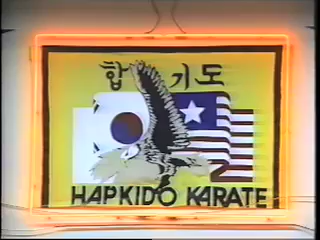 합 기 도
HAPKIDO KARATE